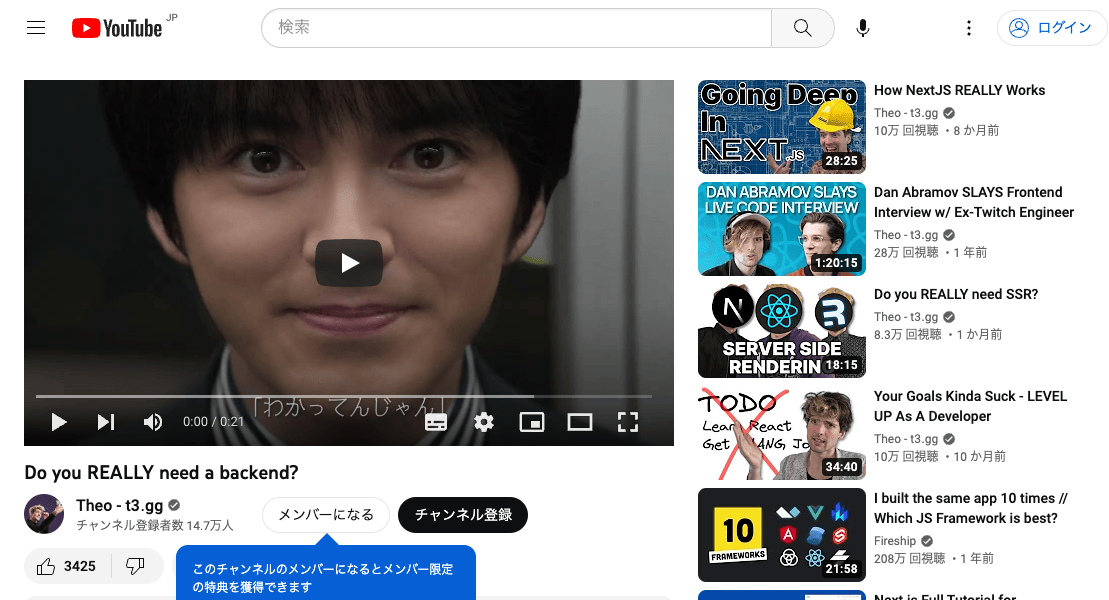 YouTube JP
検索
ログイン
「わかってんじゃん」
0:00 / 0:21
Do you REALLY need a backend?
Theo - t3.gg
チャンネル登録者数 14.7万人
メンバーになる
チャンネル登録
3425
このチャンネルのメンバーになるとメンバー限定
の特典を獲得できます
Going Deep
In
NEXT.JS
28:25
How NextJS REALLY Works
Theo - t3.gg
10万 回視聴 ・8 か月前
DAN ABRAMOV SLAYS
LIVE CODE INTERVIEW
1:20:15
Dan Abramov SLAYS Frontend
Interview w/ Ex-Twitch Engineer
Theo - t3.gg
28万 回視聴 ・1 年前
SERVER SIDE
RENDERIN
18:15
Do you REALLY need SSR?
Theo - t3.gg
8.3万 回視聴 ・1 か月前
TODO
Learn React
Get
34:40
Your Goals Kinda Suck - LEVEL
UP As A Developer
Theo - t3.gg
10万 回視聴 ・10 か月前
10
FRAMEWORKS
21:58
I built the same app 10 times //
Which JS Framework is best?
Fireship
208万 回視聴 ・1 年前
Next.js Full Tutorial for